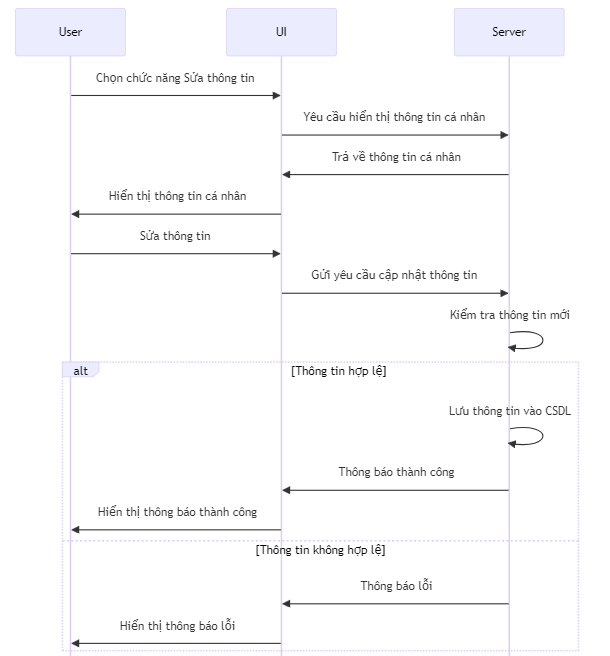 User
UI
Server
Chọn chức năng Sửa thông tin
Yêu cầu hiển thị thông tin cá nhân
Trả về thông tin cá nhân
Hiển thị thông tin cá nhân
Sửa thông tin
Gửi yêu cầu cập nhật thông tin
Kiểm tra thông tin mới
alt
[Thông tin hợp lệ]
Lưu thông tin vào CSDL
Thông báo thành công
Hiển thị thông báo thành công
[Thông tin không hợp lệ]
Thông báo lỗi
Hiển thị thông báo lỗi